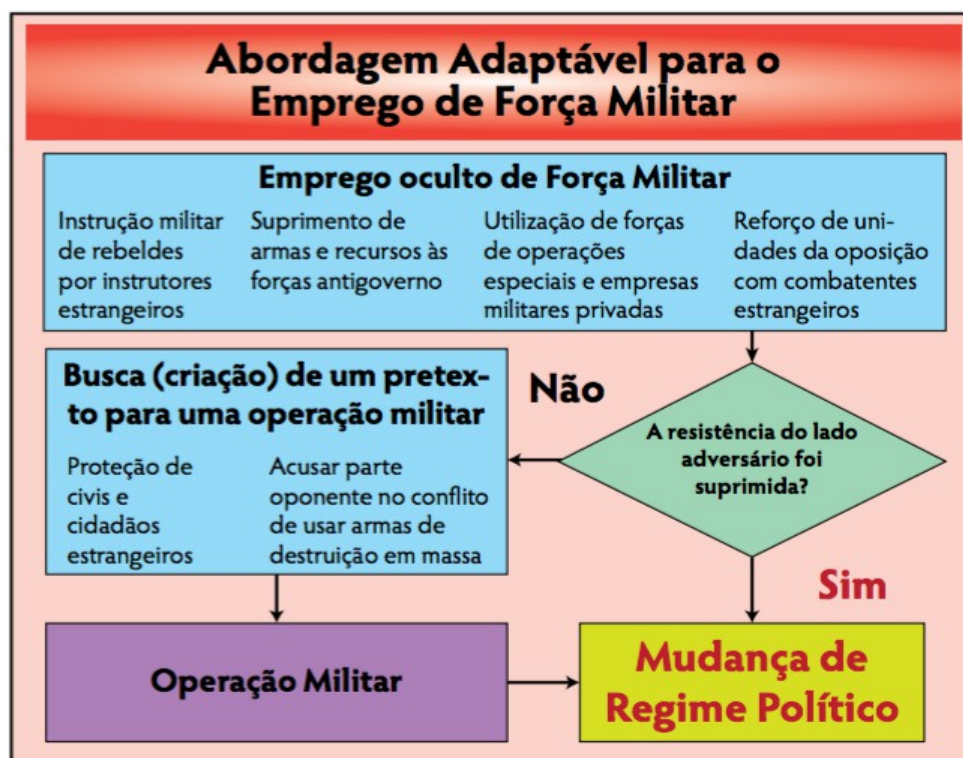 Abordagem Adaptável para o
Emprego de Força Militar
Emprego oculto de Força Militar
Instrução militar
de rebeldes
por instrutores
estrangeiros
Suprimento de
armas e recursos às
forças antigoverno
Utilização de forças
de operações
especiais e empresas
militares privadas
Reforço de uni-
dades da oposição
com combatentes
estrangeiros
Busca (criação) de um pretex-
to para uma operação militar
Proteção de
civis e
cidadãos
estrangeiros
Acusar parte
oponente no conflito
de usar armas de
destruição em massa
Não
A resistência do lado
adversário foi
suprimida?
Sim
Operação Militar
Mudança de
Regime Político